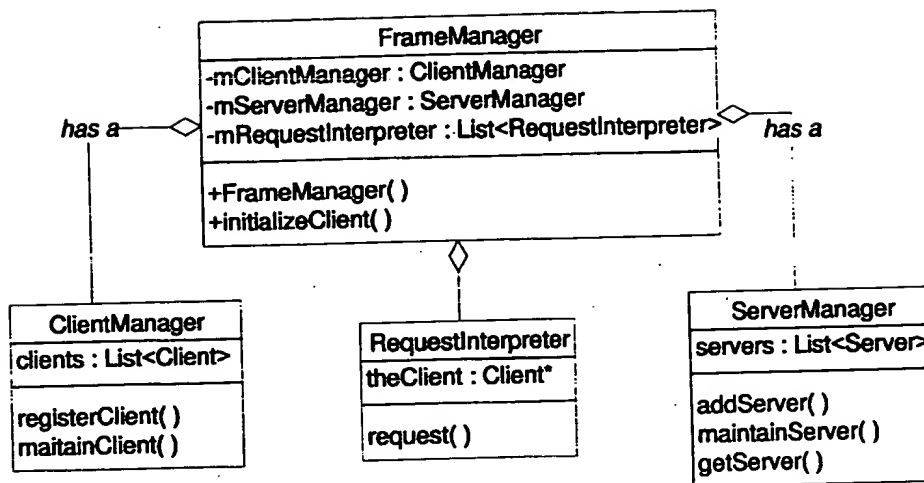 FrameManager
-mClientManager : ClientManager
-mServerManager : ServerManager
-mRequestInterpreter : List<RequestInterpreter>
+FrameManager( )
+initializeClient( )
has a
has a
ClientManager
clients : List<Client>
registerClient( )
maitainClient( )
RequestInterpreter
theClient : Client*
request( )
ServerManager
servers : List<Server>
addServer( )
maintainServer( )
getServer( )